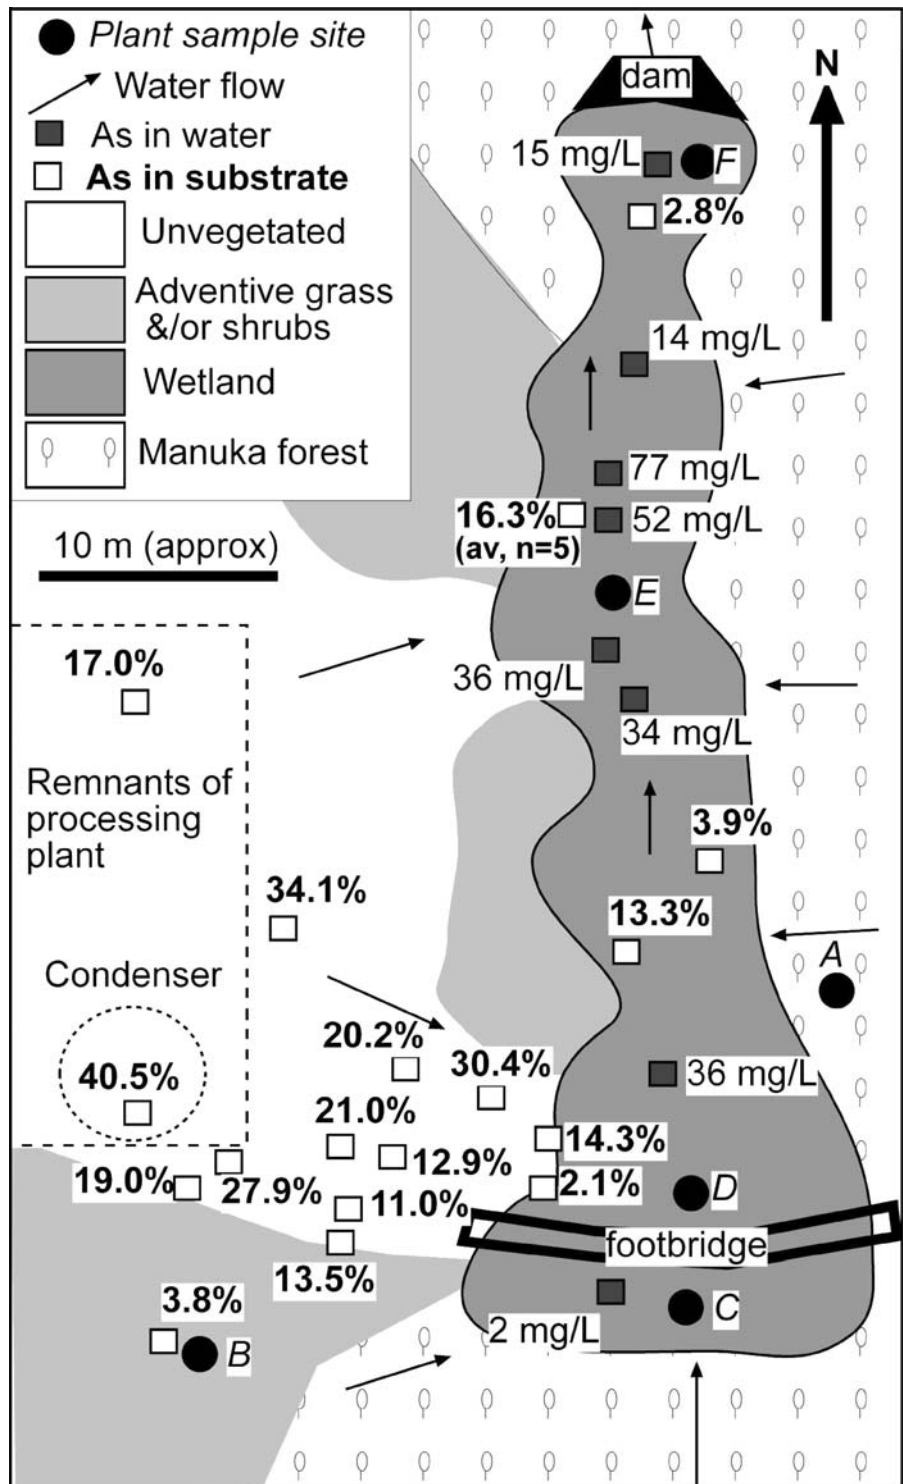 Plant sample site
Water flow
As in water
As in substrate
Unvegetated
Adventive grass
&/or shrubs
Wetland
Manuka forest
10 m (approx)
dam
N
15 mg/L
F
2.8%
14 mg/L
77 mg/L
16.3%
(av, n=5)
52 mg/L
E
36 mg/L
34 mg/L
17.0%
Remnants of
processing
plant
3.9%
34.1%
13.3%
A
Condenser
40.5%
20.2%
30.4%
36 mg/L
21.0%
14.3%
12.9%
19.0%
27.9%
11.0%
2.1%
D
footbridge
13.5%
3.8%
B
2 mg/L
C